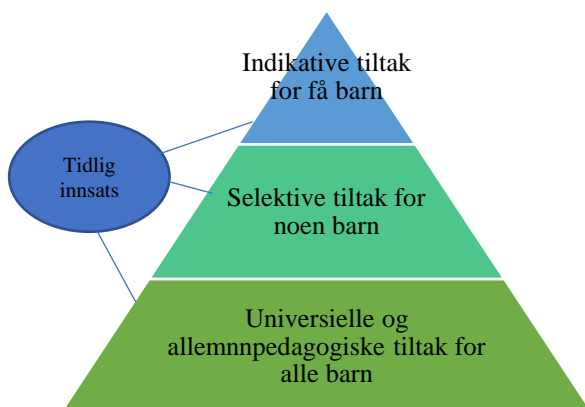 Indikative tiltak
for få barn
Tidlig
innsats
Selektive tiltak for
noen barn
Universielle og
allemnnpedagogiske tiltak for
alle barn